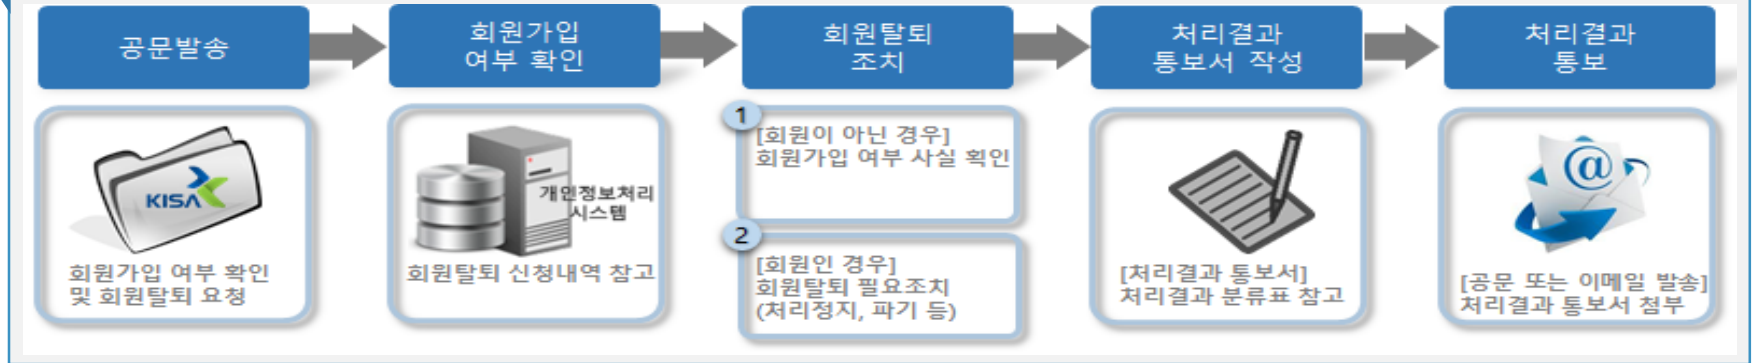 공문발송
회원가입
여부 확인
회원탈퇴
조치
처리결과
통보서 작성
처리결과
통보
KISA
회원가입 여부 확인
및 회원탈퇴 요청
개인정보처리
시스템
회원탈퇴 신청내역 참고
1
[회원이 아닌 경우]
회원가입 여부 사실 확인
2
[회원인 경우]
회원탈퇴 필요조치
(처리정지, 파기 등)
[처리결과 통보서]
처리결과 분류표 참고
@
[공문 또는 이메일 발송]
처리결과 통보서 첨부